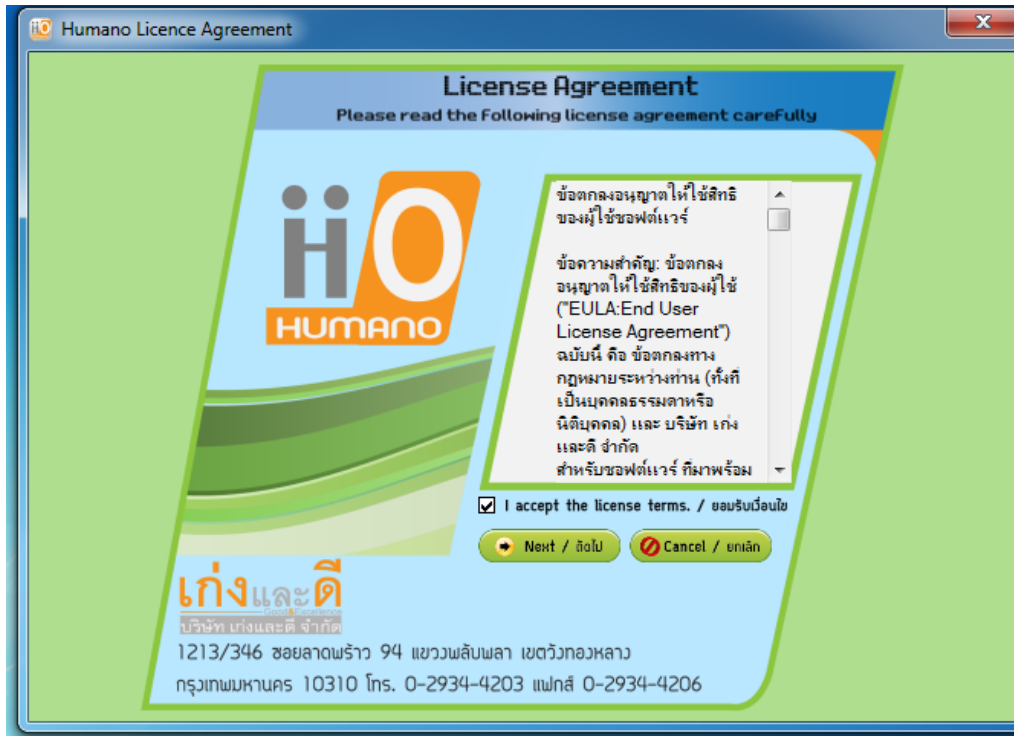 Humano Licence Agreement
License Agreement
Please read the Following license agreement careFully
HUMANO
ข้อตกลงอนุญาตให้ใช้สิทธิ
ของผู้ใช้ซอฟต์แวร์
ข้อความสำคัญ: ข้อตกลง
อนุญาตให้ใช้สิทธิของผู้ใช้
("EULA:End User
License Agreement")
ฉบับนี้ คือ ข้อตกลงทาง
กฎหมายระหว่างท่าน (ทั้งที่
เป็นบุคคลธรรมดาหรือ
นิติบุคคล) และ บริษัท เก่ง
และดี จำกัด
สำหรับซอฟต์แวร์ ที่มาพร้อม
I accept the license terms. / ยอมรับเงื่อนไข
Next / ถัดไป
Cancel / ยกเลิก
เก่งและดี
Good&Excellence
บริษัท เก่งและดี จำกัด
1213/346 ซอยลาดพร้าว 94 แขวงพลับพลา เขตวังทองหลาง
กรุงเทพมหานคร 10310 โทร. 0-2934-4203 แฟกส์ 0-2934-4206